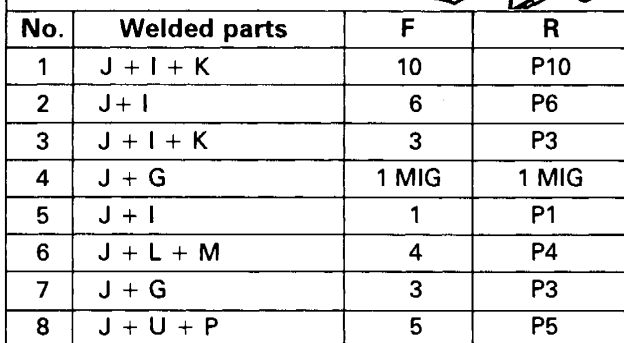 No. Welded parts F R
1 J + I + K 10 P10
2 J+ I 6 P6
3 J + I + K 3 P3
4 J + G 1 MIG 1 MIG
5 J + I 1 P1
6 J + L + M 4 P4
7 J + G 3 P3
8 J + U + P 5 P5